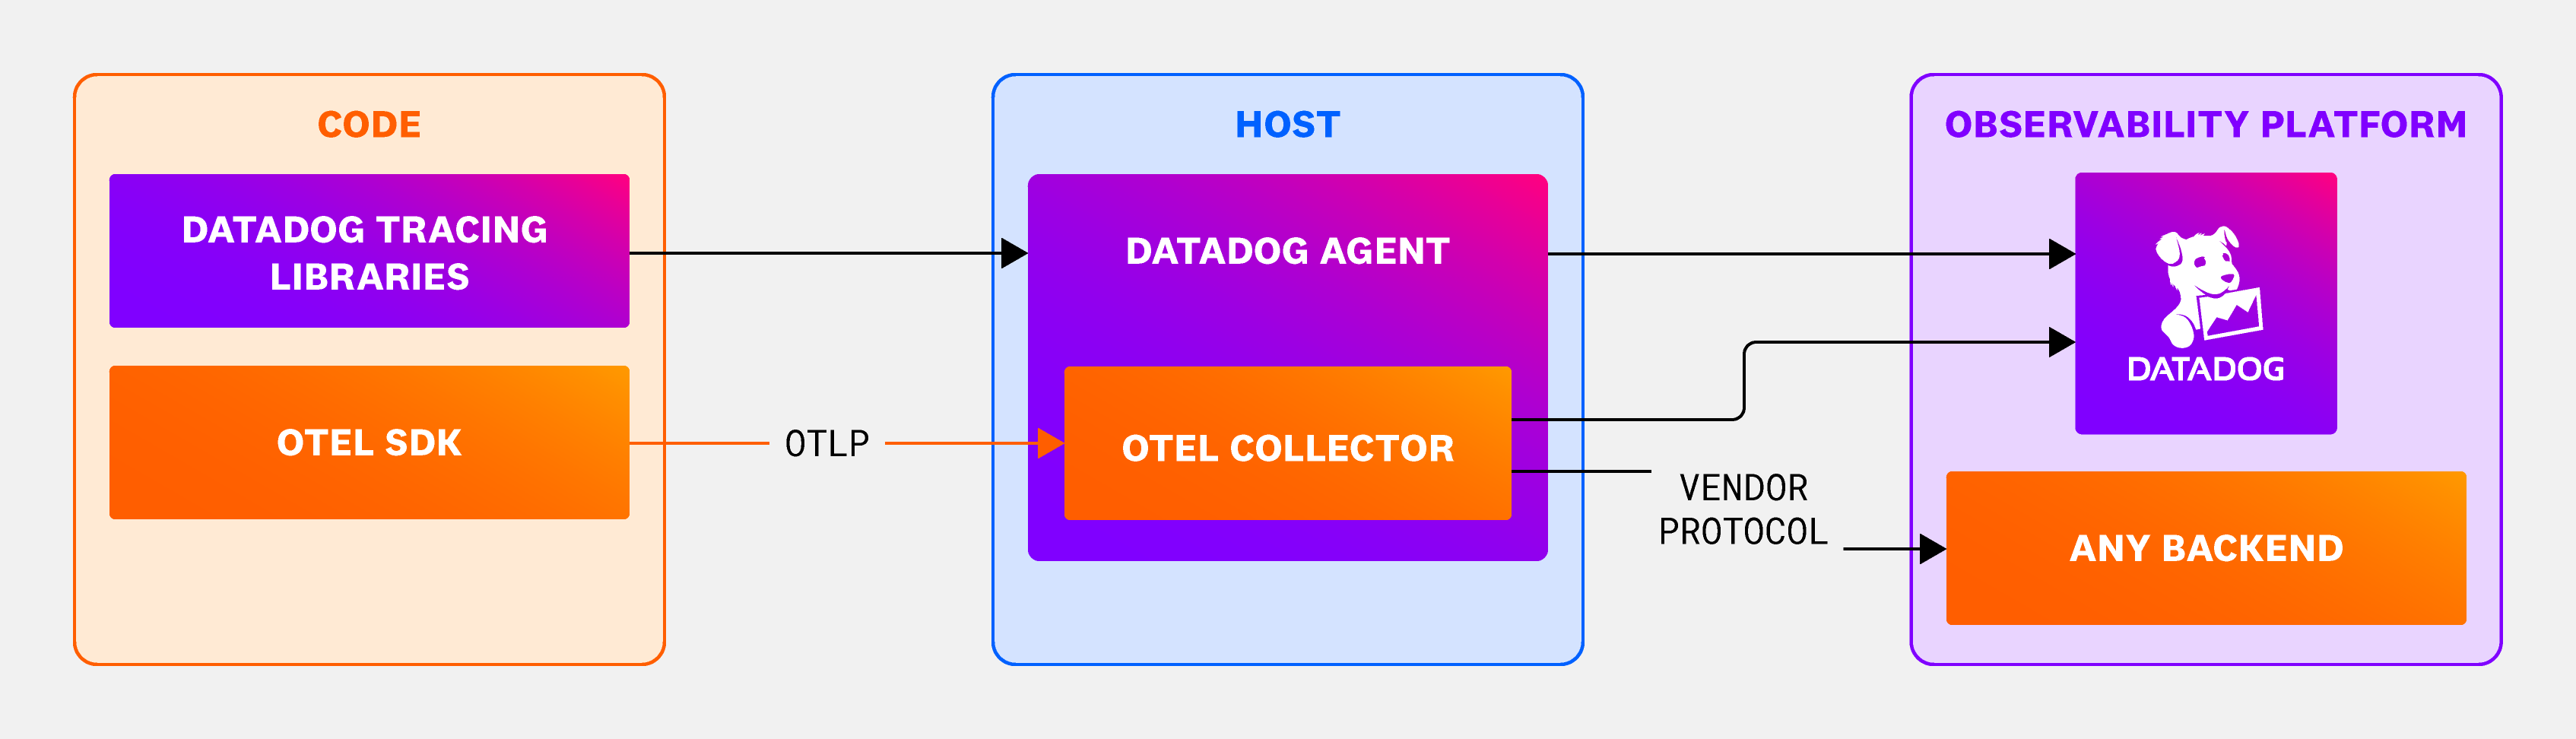 CODE
DATADOG TRACING
LIBRARIES
OTEL SDK
OTLP
HOST
DATADOG AGENT
OTEL COLLECTOR
VENDOR
PROTOCOL
OBSERVABILITY PLATFORM
DATADOG
ANY BACKEND